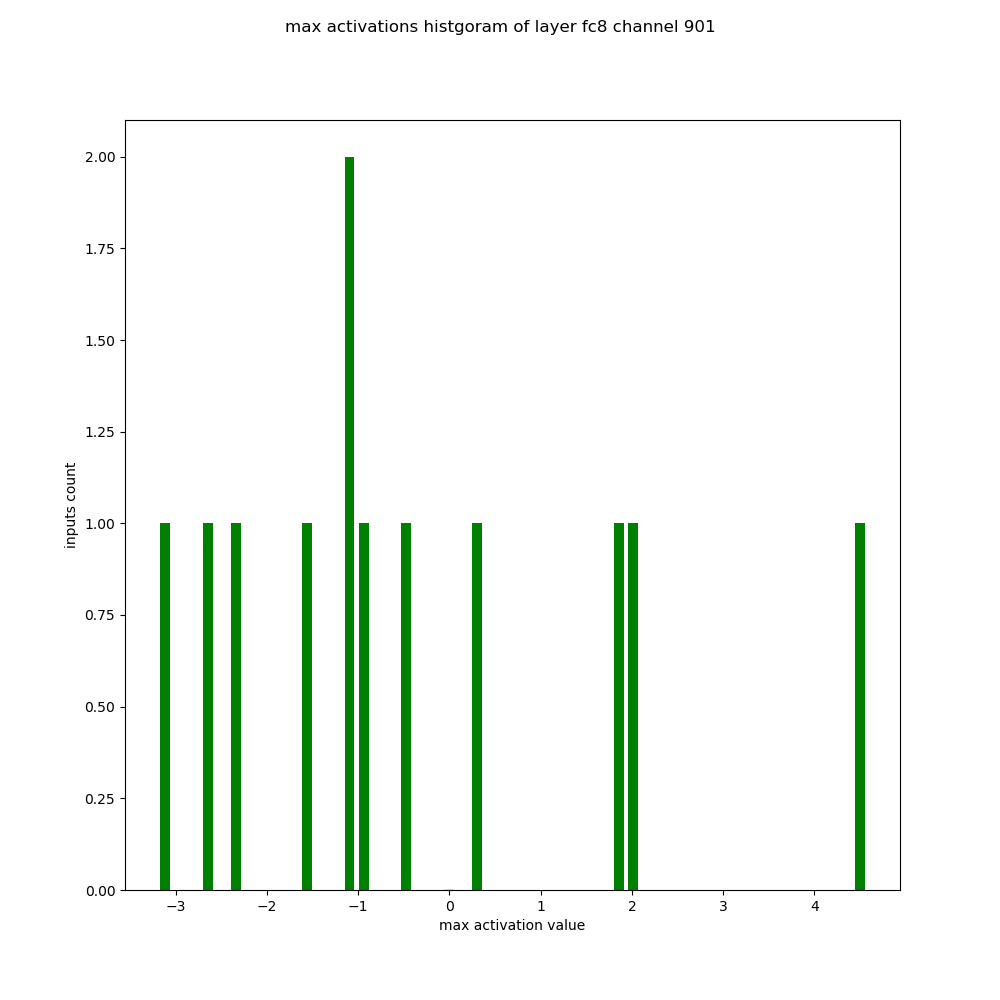 max activations histgoram of layer fc8 channel 901
2.00
1.75
1.50
1.25
1.00
0.75
0.50
0.25
0.00
inputs count
−3 −2 −1 0 1 2 3 4
max activation value